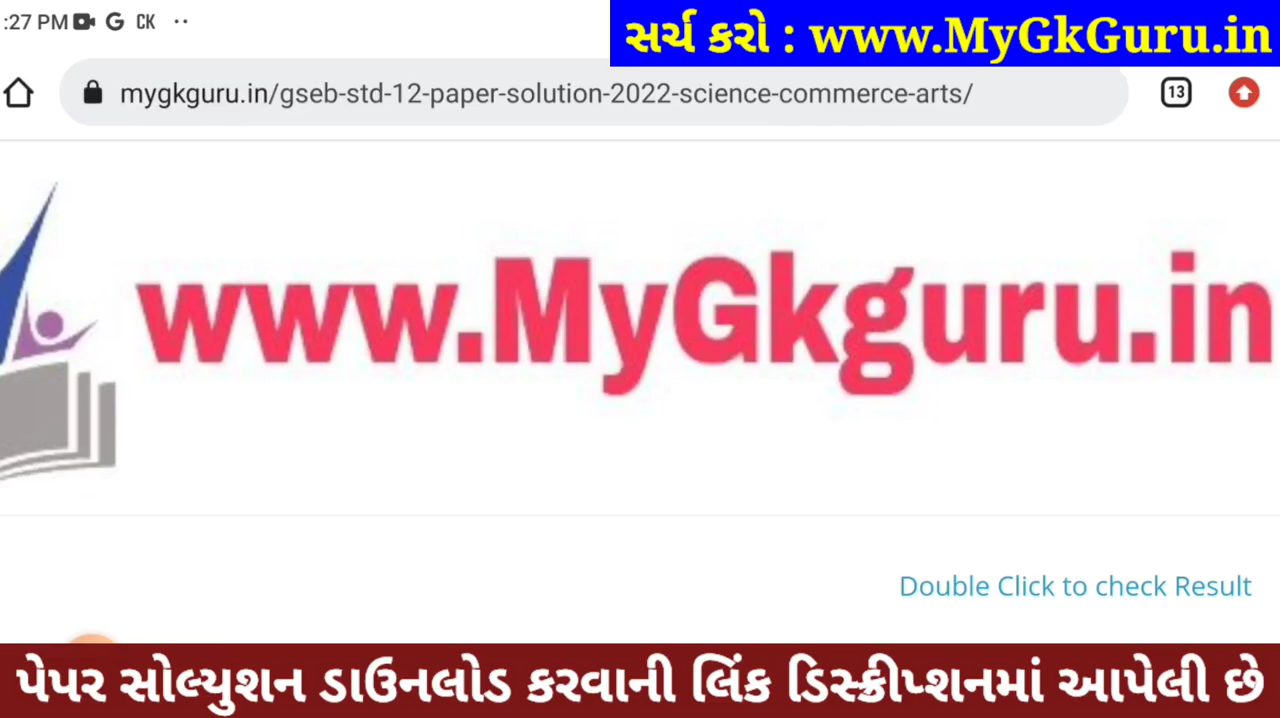 :27 PM G CK ··
સર્ચ કરો : www.MyGkGuru.in
mygkguru.in/gseb-std-12-paper-solution-2022-science-commerce-arts/
13
www.MyGkguru.in
Double Click to check Result
પેપર સોલ્યુશન ડાઉનલોડ કરવાની લિંક ડિસ્ક્રીપ્શનમાં આપેલી છે